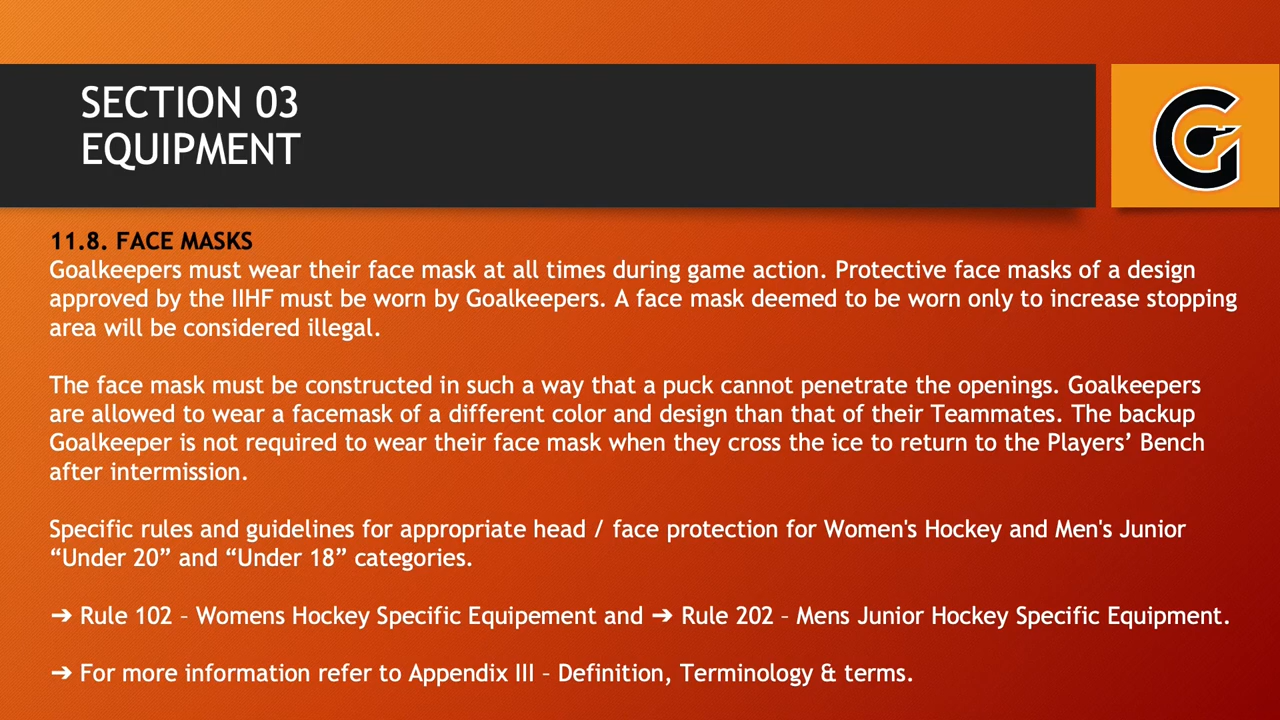 SECTION 03
EQUIPMENT
G
11.8. FACE MASKS
Goalkeepers must wear their face mask at all times during game action. Protective face masks of a design
approved by the IIHF must be worn by Goalkeepers. A face mask deemed to be worn only to increase stopping
area will be considered illegal.
The face mask must be constructed in such a way that a puck cannot penetrate the openings. Goalkeepers
are allowed to wear a facemask of a different color and design than that of their Teammates. The backup
Goalkeeper is not required to wear their face mask when they cross the ice to return to the Players’ Bench
after intermission.
Specific rules and guidelines for appropriate head / face protection for Women's Hockey and Men's Junior
“Under 20” and “Under 18” categories.
➔ Rule 102 – Womens Hockey Specific Equipement and ➔ Rule 202 – Mens Junior Hockey Specific Equipment.
➔ For more information refer to Appendix III – Definition, Terminology & terms.